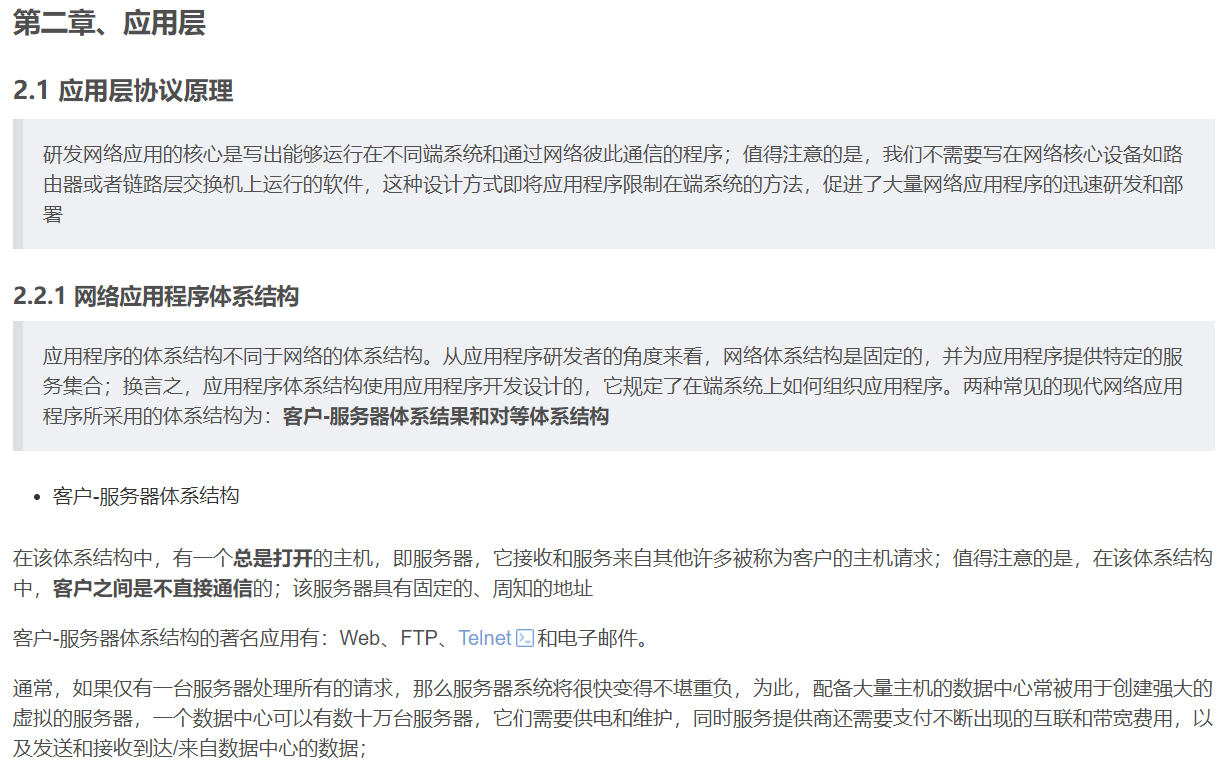 第二章、应用层
2.1 应用层协议原理
研发网络应用的核心是写出能够运行在不同端系统和通过网络彼此通信的程序；值得注意的是，我们不需要写在网络核心设备如路
由器或者链路层交换机上运行的软件，这种设计方式即将应用程序限制在端系统的方法，促进了大量网络应用程序的迅速研发和部
署
2.2.1 网络应用程序体系结构
应用程序的体系结构不同于网络的体系结构。从应用程序研发者的角度来看，网络体系结构是固定的，并为应用程序提供特定的服
务集合；换言之，应用程序体系结构使用应用程序开发设计的，它规定了在端系统上如何组织应用程序。两种常见的现代网络应用
程序所采用的体系结构为：客户-服务器体系结果和对等体系结构
• 客户-服务器体系结构
在该体系结构中，有一个总是打开的主机，即服务器，它接收和服务来自其他许多被称为客户的主机请求；值得注意的是，在该体系结构
中，客户之间是不直接通信的；该服务器具有固定的、周知的地址
客户-服务器体系结构的著名应用有：Web、FTP、Telnet和电子邮件。
通常，如果仅有一台服务器处理所有的请求，那么服务器系统将很快变得不堪重负，为此，配备大量主机的数据中心常被用于创建强大的
虚拟的服务器，一个数据中心可以有数十万台服务器，它们需要供电和维护，同时服务提供商还需要支付不断出现的互联和带宽费用，以
及发送和接收到达/来自数据中心的数据；